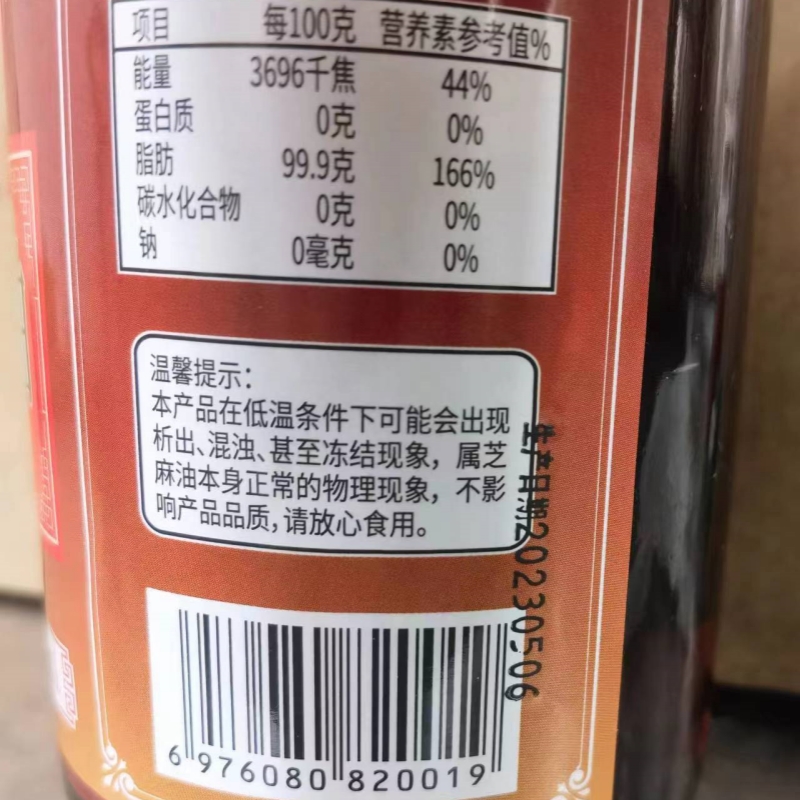 项目 每100克 营养素参考值%
能量 3696千焦 44%
蛋白质 0克 0%
脂肪 99.9克 166%
碳水化合物 0克 0%
钠 0毫克 0%
温馨提示：
本产品在低温条件下可能会出现
析出、混浊、甚至冻结现象，属芝
麻油本身正常的物理现象，不影
响产品品质，请放心食用。
生产日期20230506
6 976080 820019